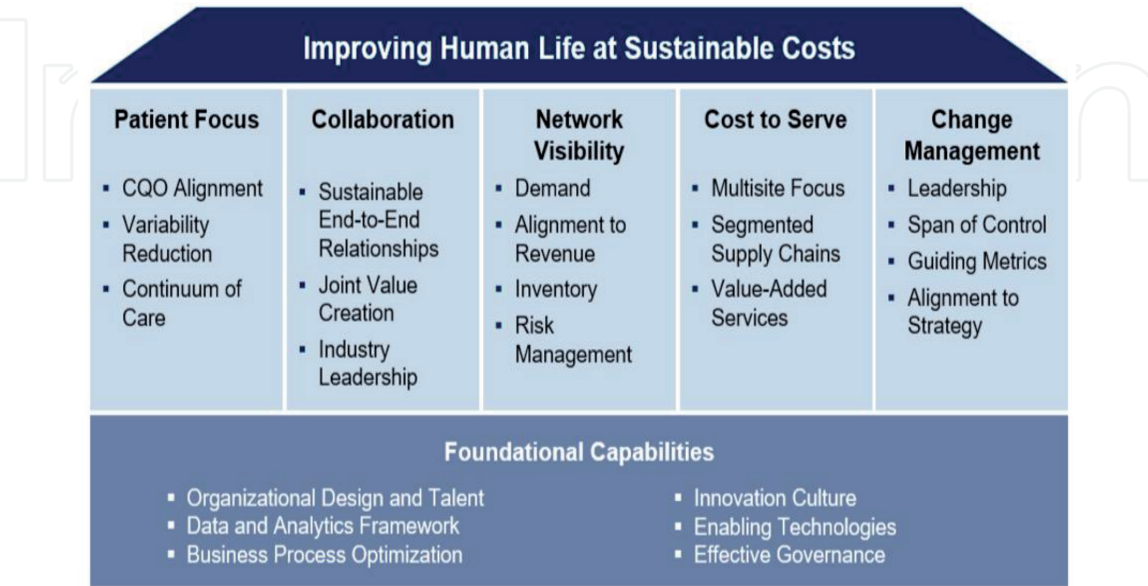 Improving Human Life at Sustainable Costs
Patient Focus
▪ CQO Alignment
▪ Variability
Reduction
▪ Continuum of
Care
Collaboration
▪ Sustainable
End-to-End
Relationships
▪ Joint Value
Creation
▪ Industry
Leadership
Network
Visibility
▪ Demand
▪ Alignment to
Revenue
▪ Inventory
▪ Risk
Management
Cost to Serve
▪ Multisite Focus
▪ Segmented
Supply Chains
▪ Value-Added
Services
Change
Management
▪ Leadership
▪ Span of Control
▪ Guiding Metrics
▪ Alignment to
Strategy
Foundational Capabilities
▪ Organizational Design and Talent
▪ Data and Analytics Framework
▪ Business Process Optimization
▪ Innovation Culture
▪ Enabling Technologies
▪ Effective Governance